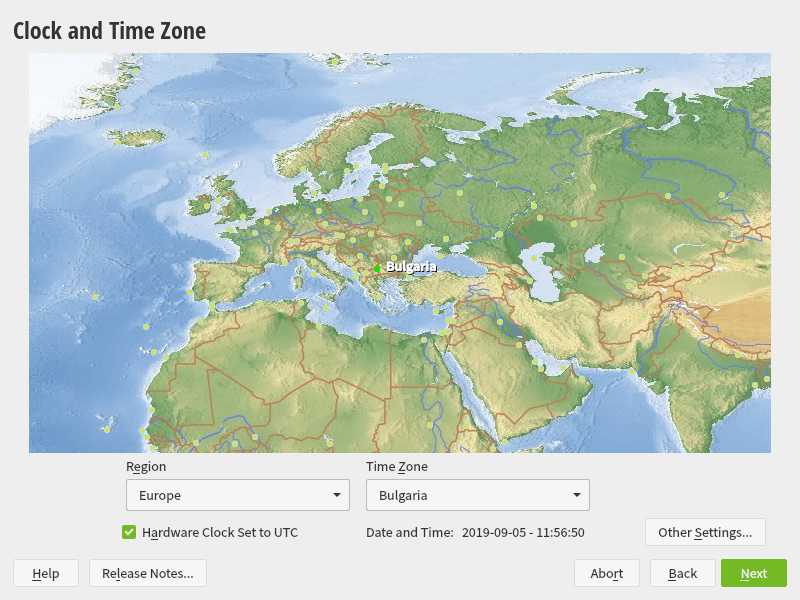 Clock and Time Zone
Bulgaria
Region
Time Zone
Europe
Bulgaria
Hardware Clock Set to UTC
Date and Time: 2019-09-05 - 11:56:50
Other Settings...
Help
Release Notes...
Abort
Back
Next